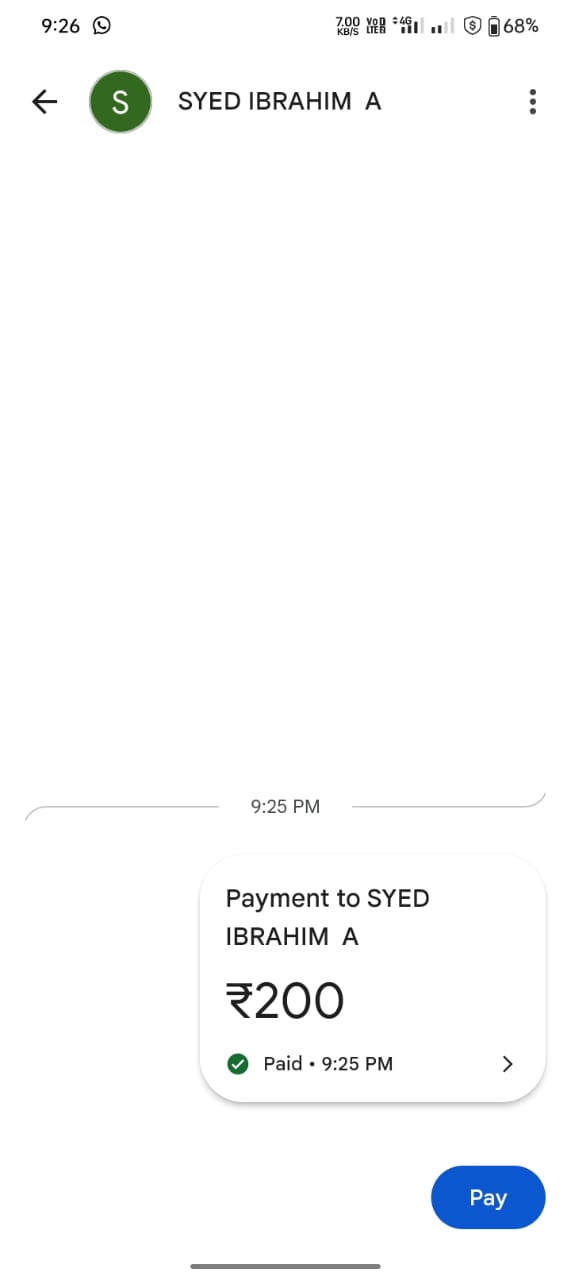 9:26
7.00 KB/S VoD LTE 4G 68%
S
SYED IBRAHIM A
9:25 PM
Payment to SYED
IBRAHIM A
₹200
Paid • 9:25 PM
Pay